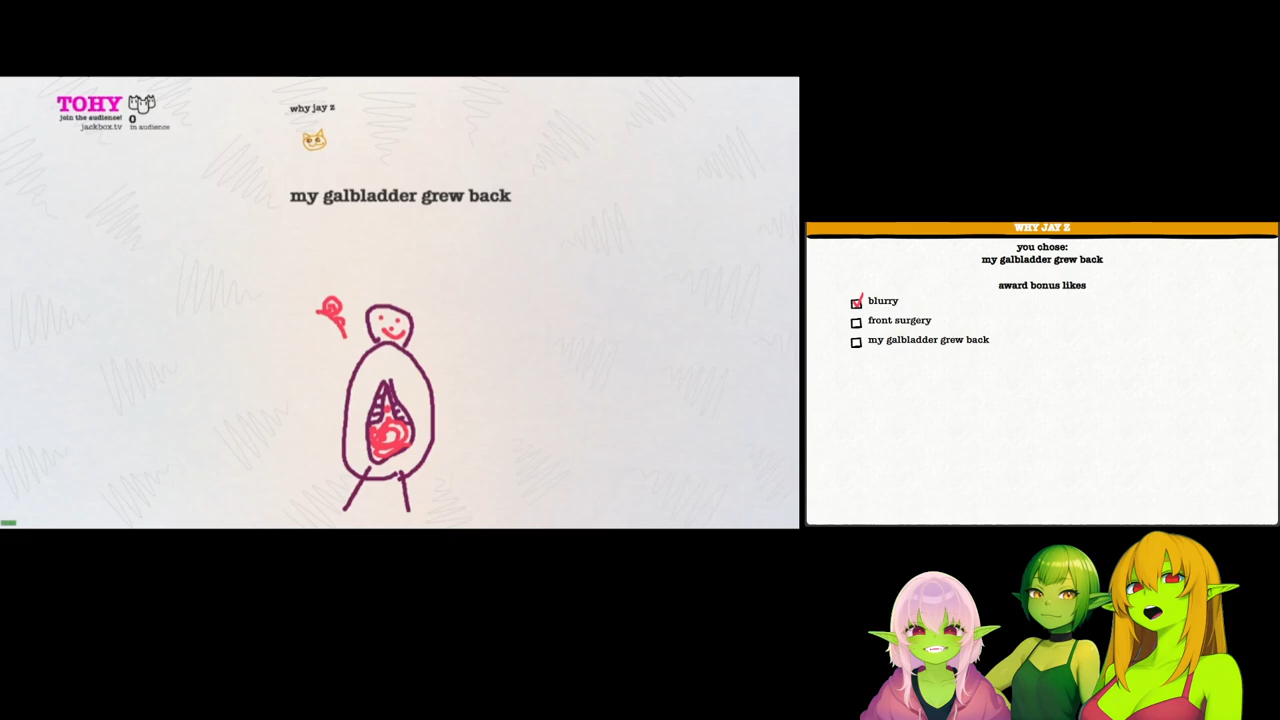 TOHY
join the audience!
jackbox.tv
0
in audience
why jay z
my galbladder grew back
WHY JAY Z
you chose:
my galbladder grew back
award bonus likes
blurry
front surgery
my galbladder grew back